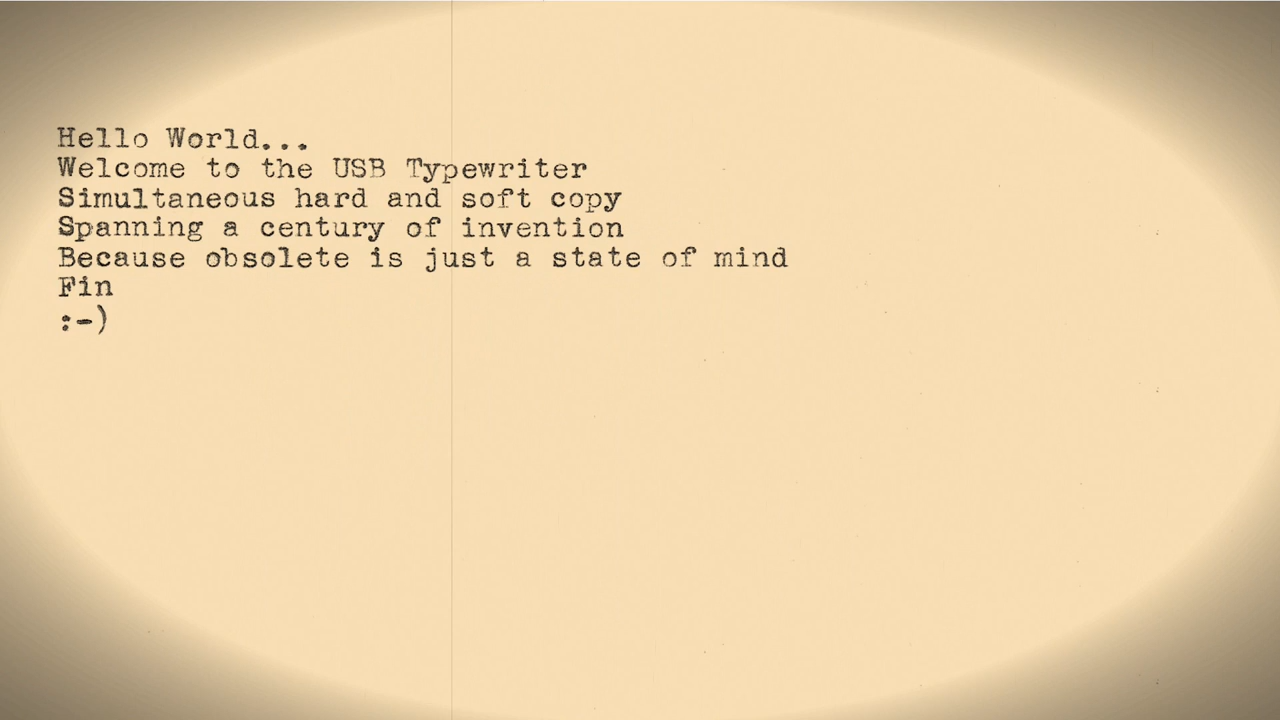 Hello World...
Welcome to the USB Typewriter
Simultaneous hard and soft copy
Spanning a century of invention
Because obsolete is just a state of mind
Fin
:-)